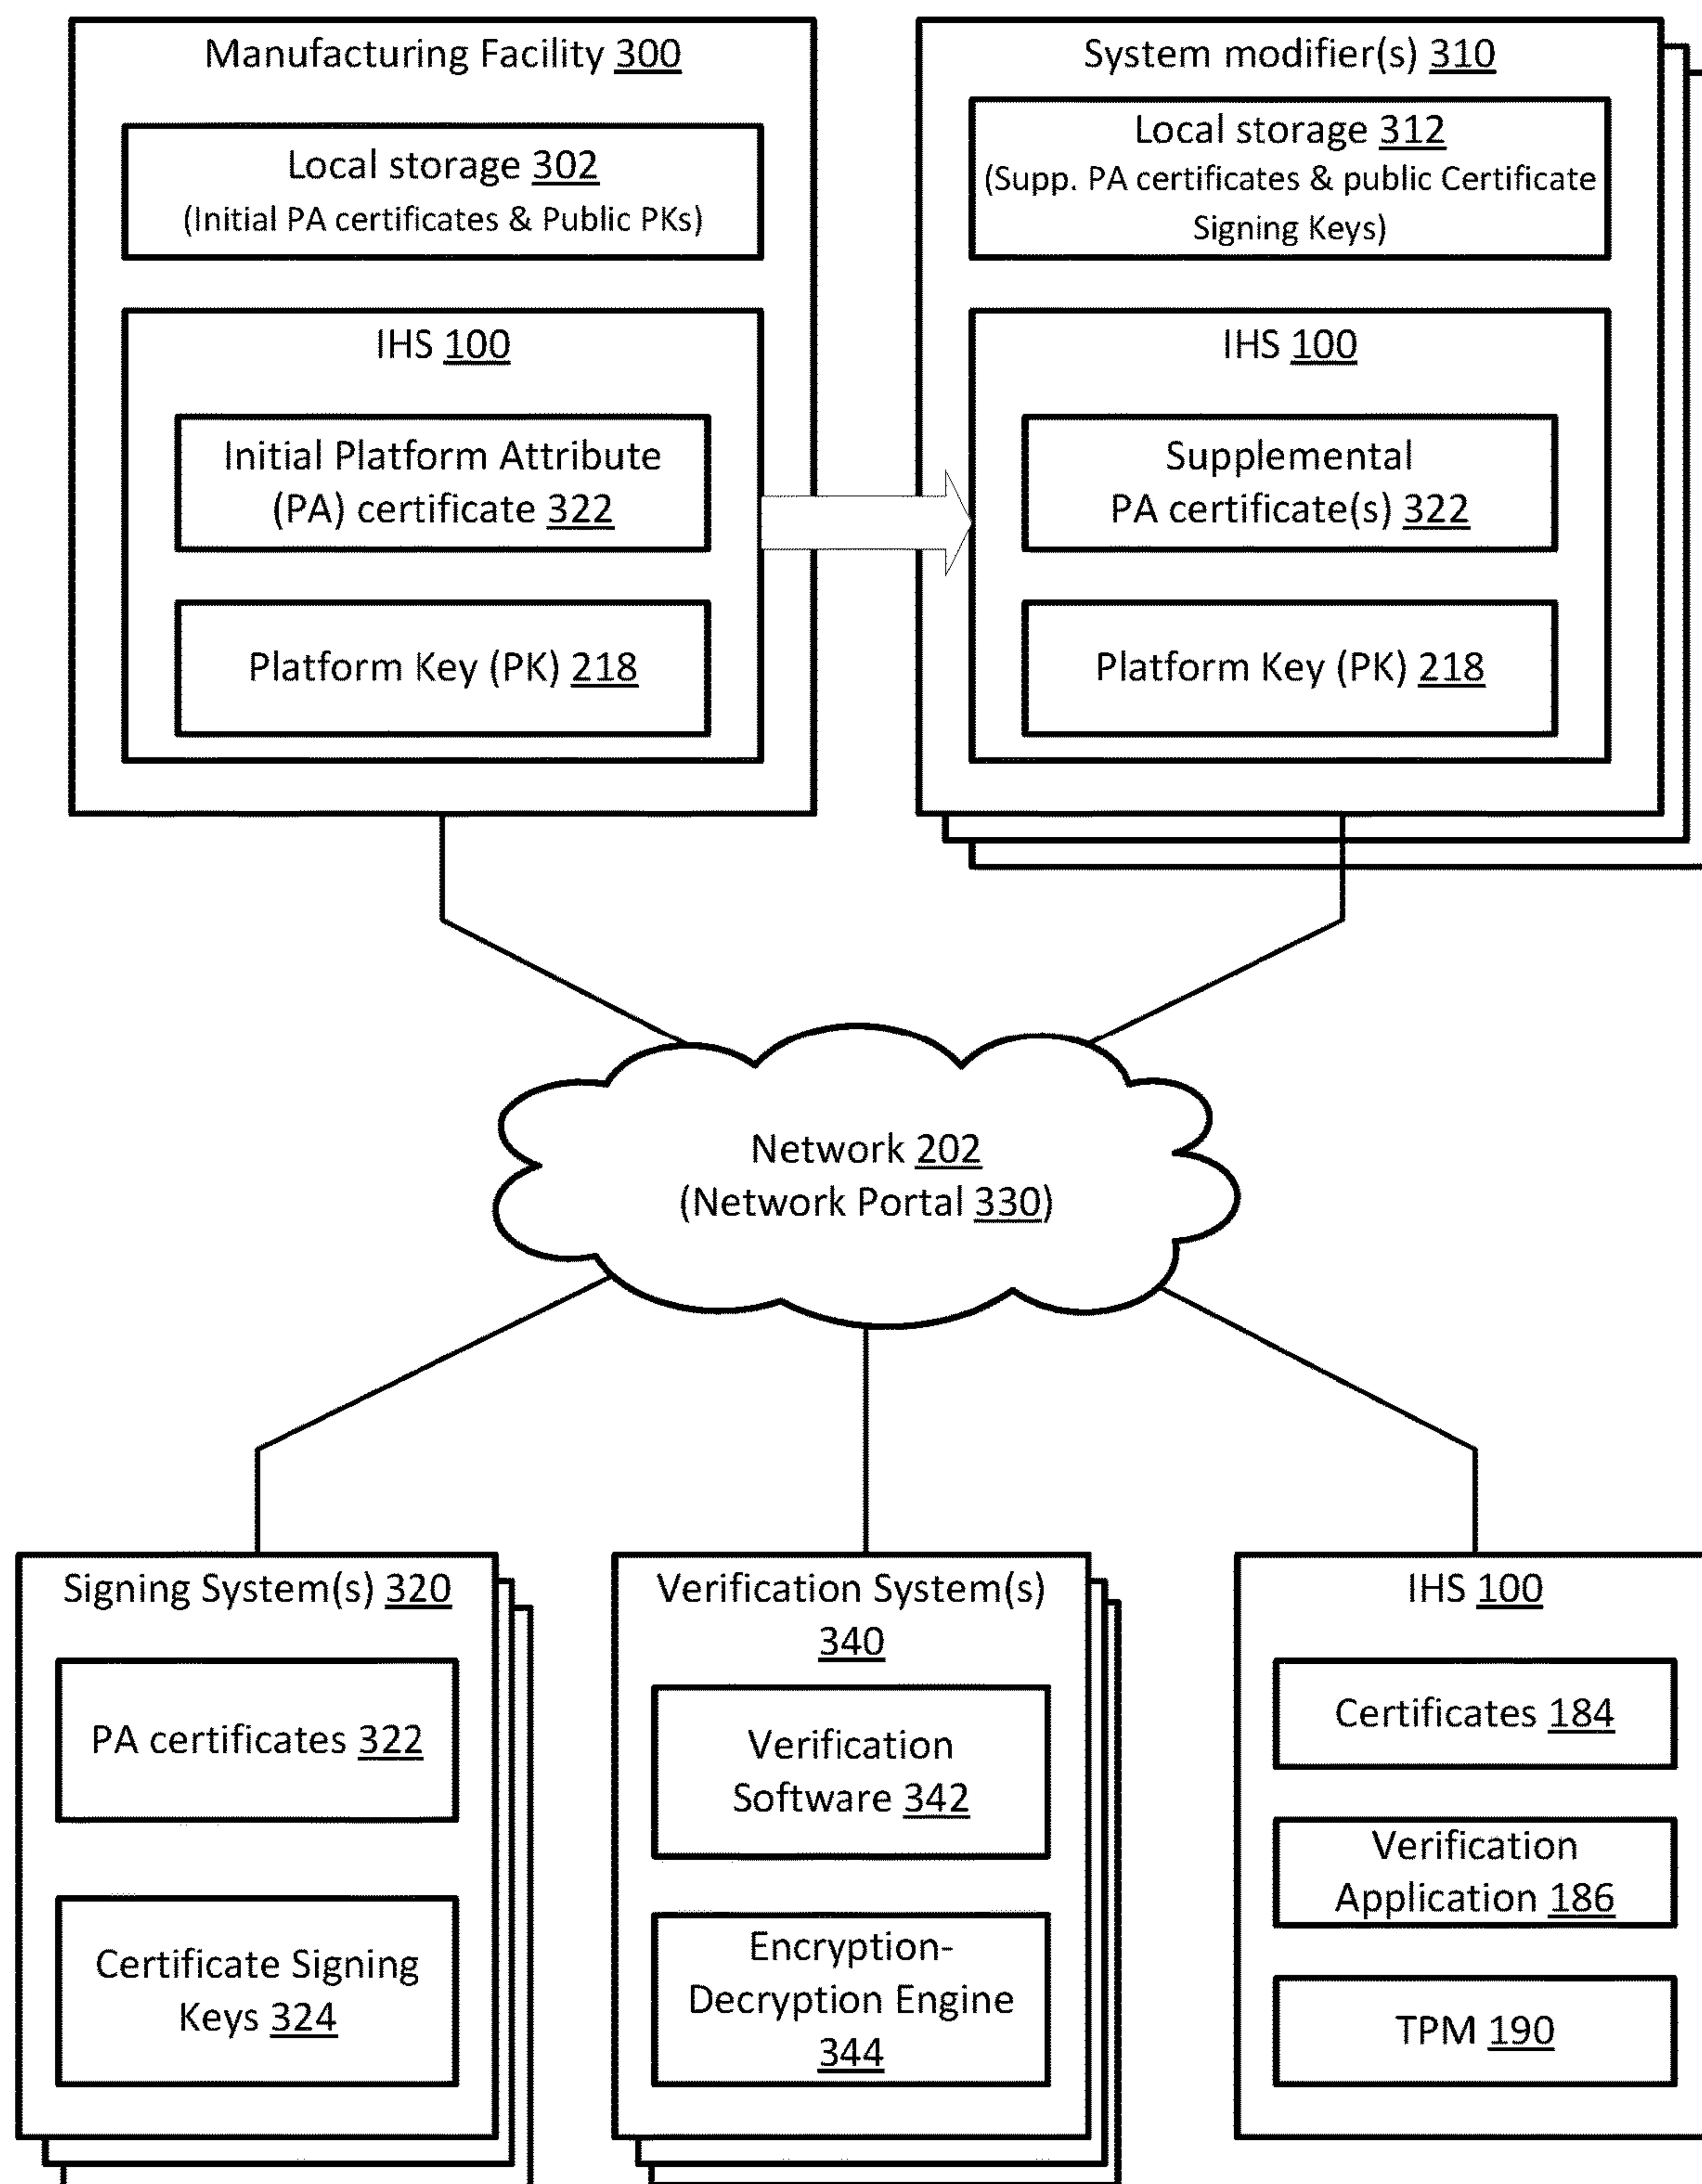 Manufacturing Facility 300
Local storage 302
(Initial PA certificates & Public PKs)
IHS 100
Initial Platform Attribute
(PA) certificate 322
Platform Key (PK) 218
System modifier(s) 310
Local storage 312
(Supp. PA certificates & public Certificate
Signing Keys)
IHS 100
Supplemental
PA certificate(s) 322
Platform Key (PK) 218
Network 202
(Network Portal 330)
Signing System(s) 320
PA certificates 322
Certificate Signing
Keys 324
Verification System(s)
340
Verification
Software 342
Encryption-
Decryption Engine
344
IHS 100
Certificates 184
Verification
Application 186
TPM 190